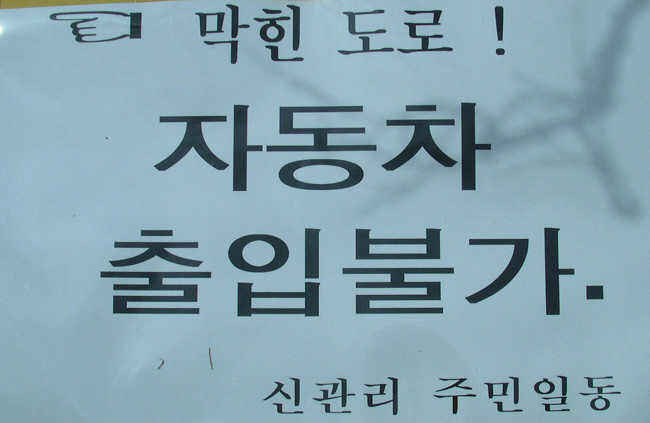 막힌 도로 !
자동차
출입불가.
신관리 주민일동